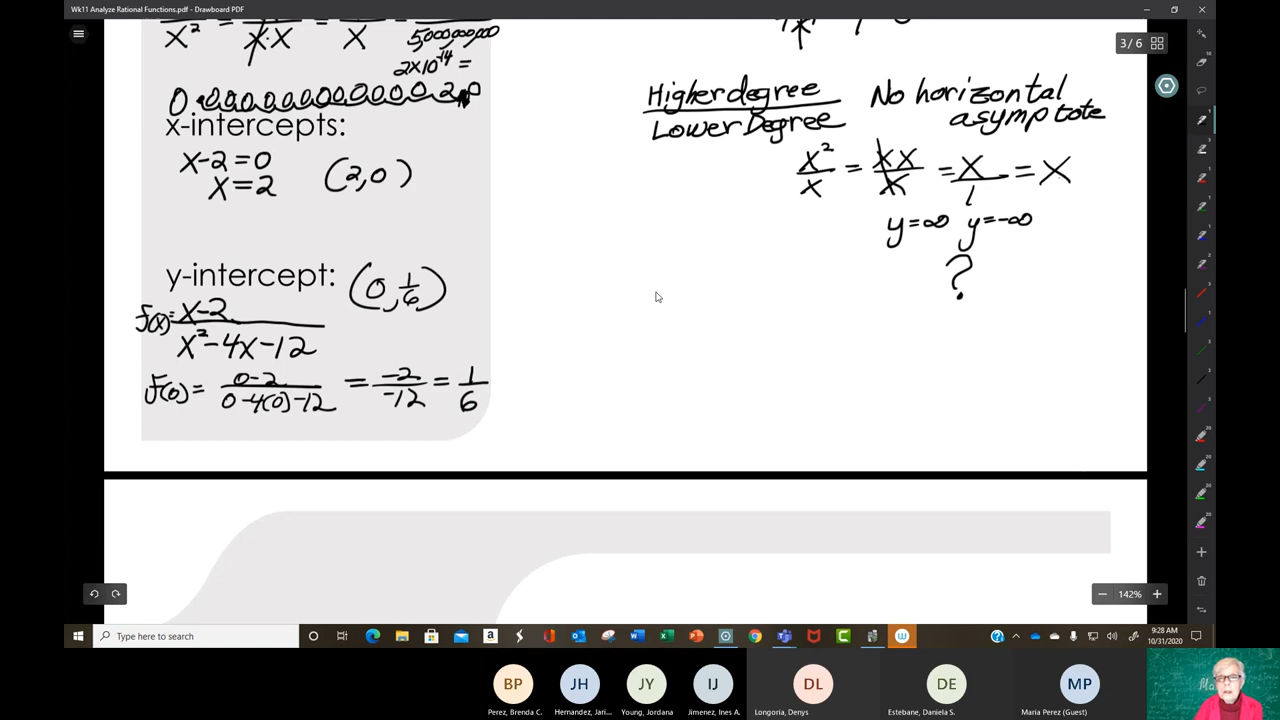 Wk11 Analyze Rational Functions.pdf - Drawboard PDF
3 / 6
x² = x·x = x = 5,000,000,000
2x10⁻¹⁴ =
x-intercepts:
x-2=0
x=2 (2,0)
y-intercept: (0, 1/6)
f(x)= x-2
x²-4x-12
f(0)= 0-2 = -2 = 1
0-4(0)-12 -12 6
Higher degree No horizontal
Lower Degree asymptote
x² = xx = x = x
x x 1
y=∞ y=-∞
?
142%
Type here to search
9:28 AM
10/31/2020
BP JH JY IJ DL DE MP
Perez, Brenda C. Hernandez, Jari... Young, Jordana Jimenez, Ines A. Longoria, Denys Estebane, Daniela S. Maria Perez (Guest)